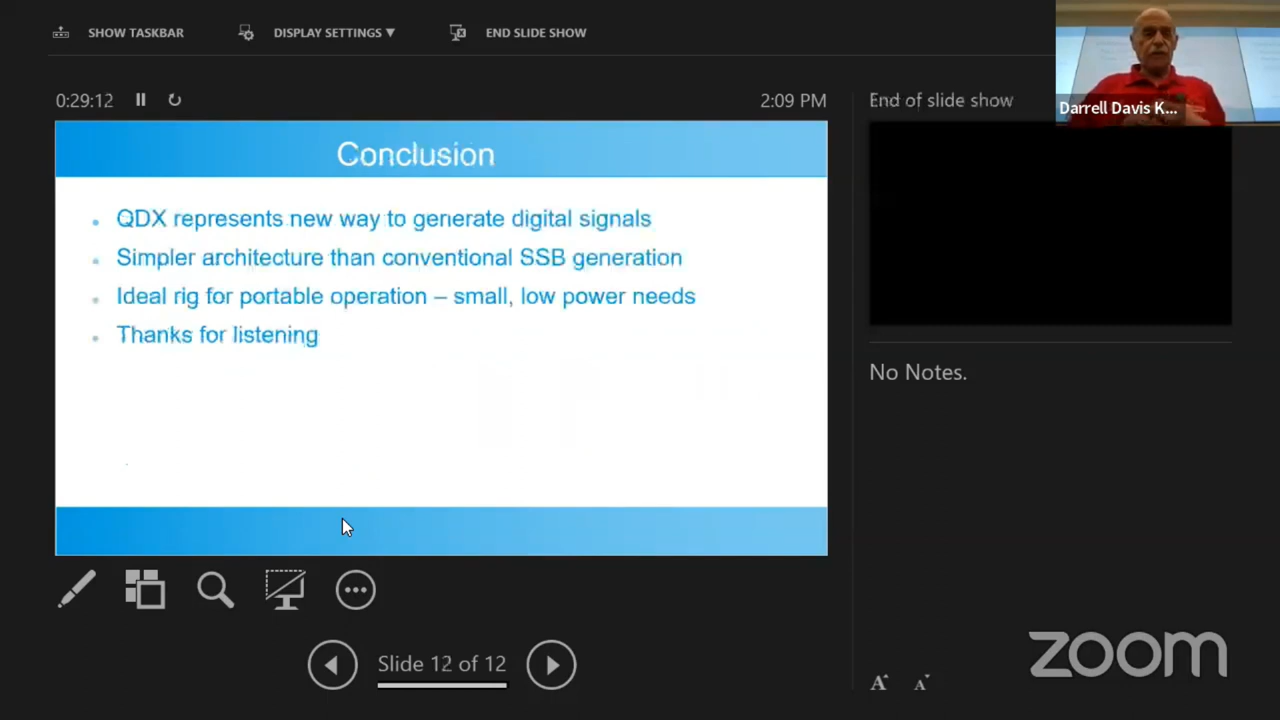 SHOW TASKBAR
DISPLAY SETTINGS ▼
END SLIDE SHOW
0:29:12
2:09 PM
End of slide show
Darrell Davis K...
Conclusion
QDX represents new way to generate digital signals
Simpler architecture than conventional SSB generation
Ideal rig for portable operation – small, low power needs
Thanks for listening
No Notes.
Slide 12 of 12
A A
zoom